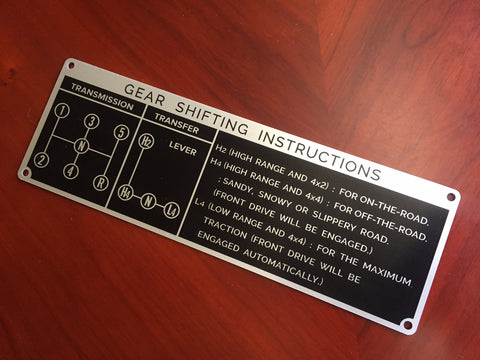 GEAR SHIFTING INSTRUCTIONS
TRANSMISSION
1 3 5
N
2 4 R
TRANSFER
H2 LEVER
H4 N L4
H2 (HIGH RANGE AND 4x2) : FOR ON-THE-ROAD.
H4 (HIGH RANGE AND 4x4) : FOR OFF-THE-ROAD.
; SANDY, SNOWY OR SLIPPERY ROAD.
(FRONT DRIVE WILL BE ENGAGED.)
L4 (LOW RANGE AND 4x4) : FOR THE MAXIMUM
TRACTION (FRONT DRIVE WILL BE
ENGAGED AUTOMATICALLY.)